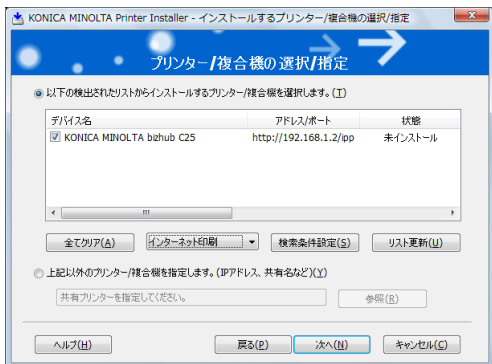 KONICA MINOLTA Printer Installer - インストールするプリンター/複合機の選択/指定
プリンター/複合機の選択/指定
以下の検出されたリストからインストールするプリンター/複合機を選択します。(T)
デバイス名 アドレス/ポート 状態
KONICA MINOLTA bizhub C25 http://192.168.1.2/ipp 未インストール
全てクリア(A) インターネット印刷 検索条件設定(S) リスト更新(U)
上記以外のプリンター/複合機を指定します。(IPアドレス、共有名など)(Y)
共有プリンターを指定してください。 参照(R)
ヘルプ(H) 戻る(P) 次へ(N) キャンセル(C)